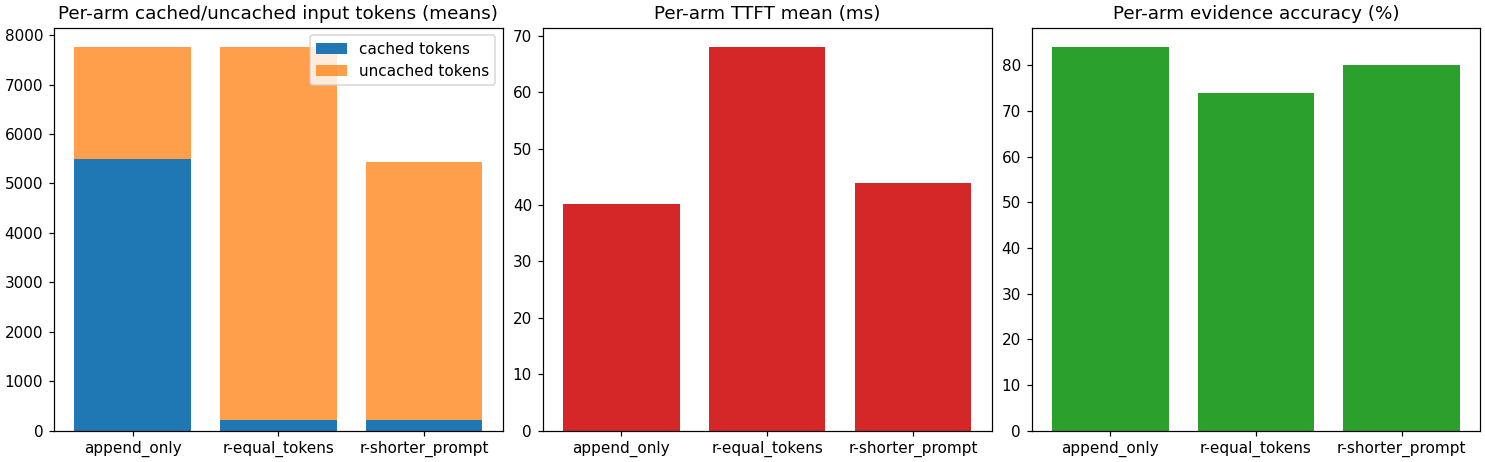 Per-arm cached/uncached input tokens (means)
cached tokens
uncached tokens
8000
7000
6000
5000
4000
3000
2000
1000
0
append_only
r-equal_tokens
r-shorter_prompt
Per-arm TTFT mean (ms)
70
60
50
40
30
20
10
0
append_only
r-equal_tokens
r-shorter_prompt
Per-arm evidence accuracy (%)
80
70
60
50
40
30
20
10
0
append_only
r-equal_tokens
r-shorter_prompt